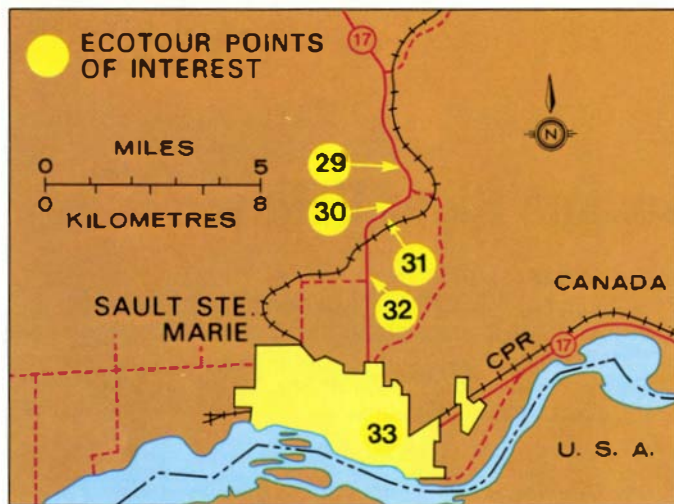 17
ECOTOUR POINTS
OF INTEREST
17
N
MILES
0 5
0 8
KILOMETRES
29
30
31
32
SAULT STE.
MARIE
CANADA
CPR
17
33
U. S. A.